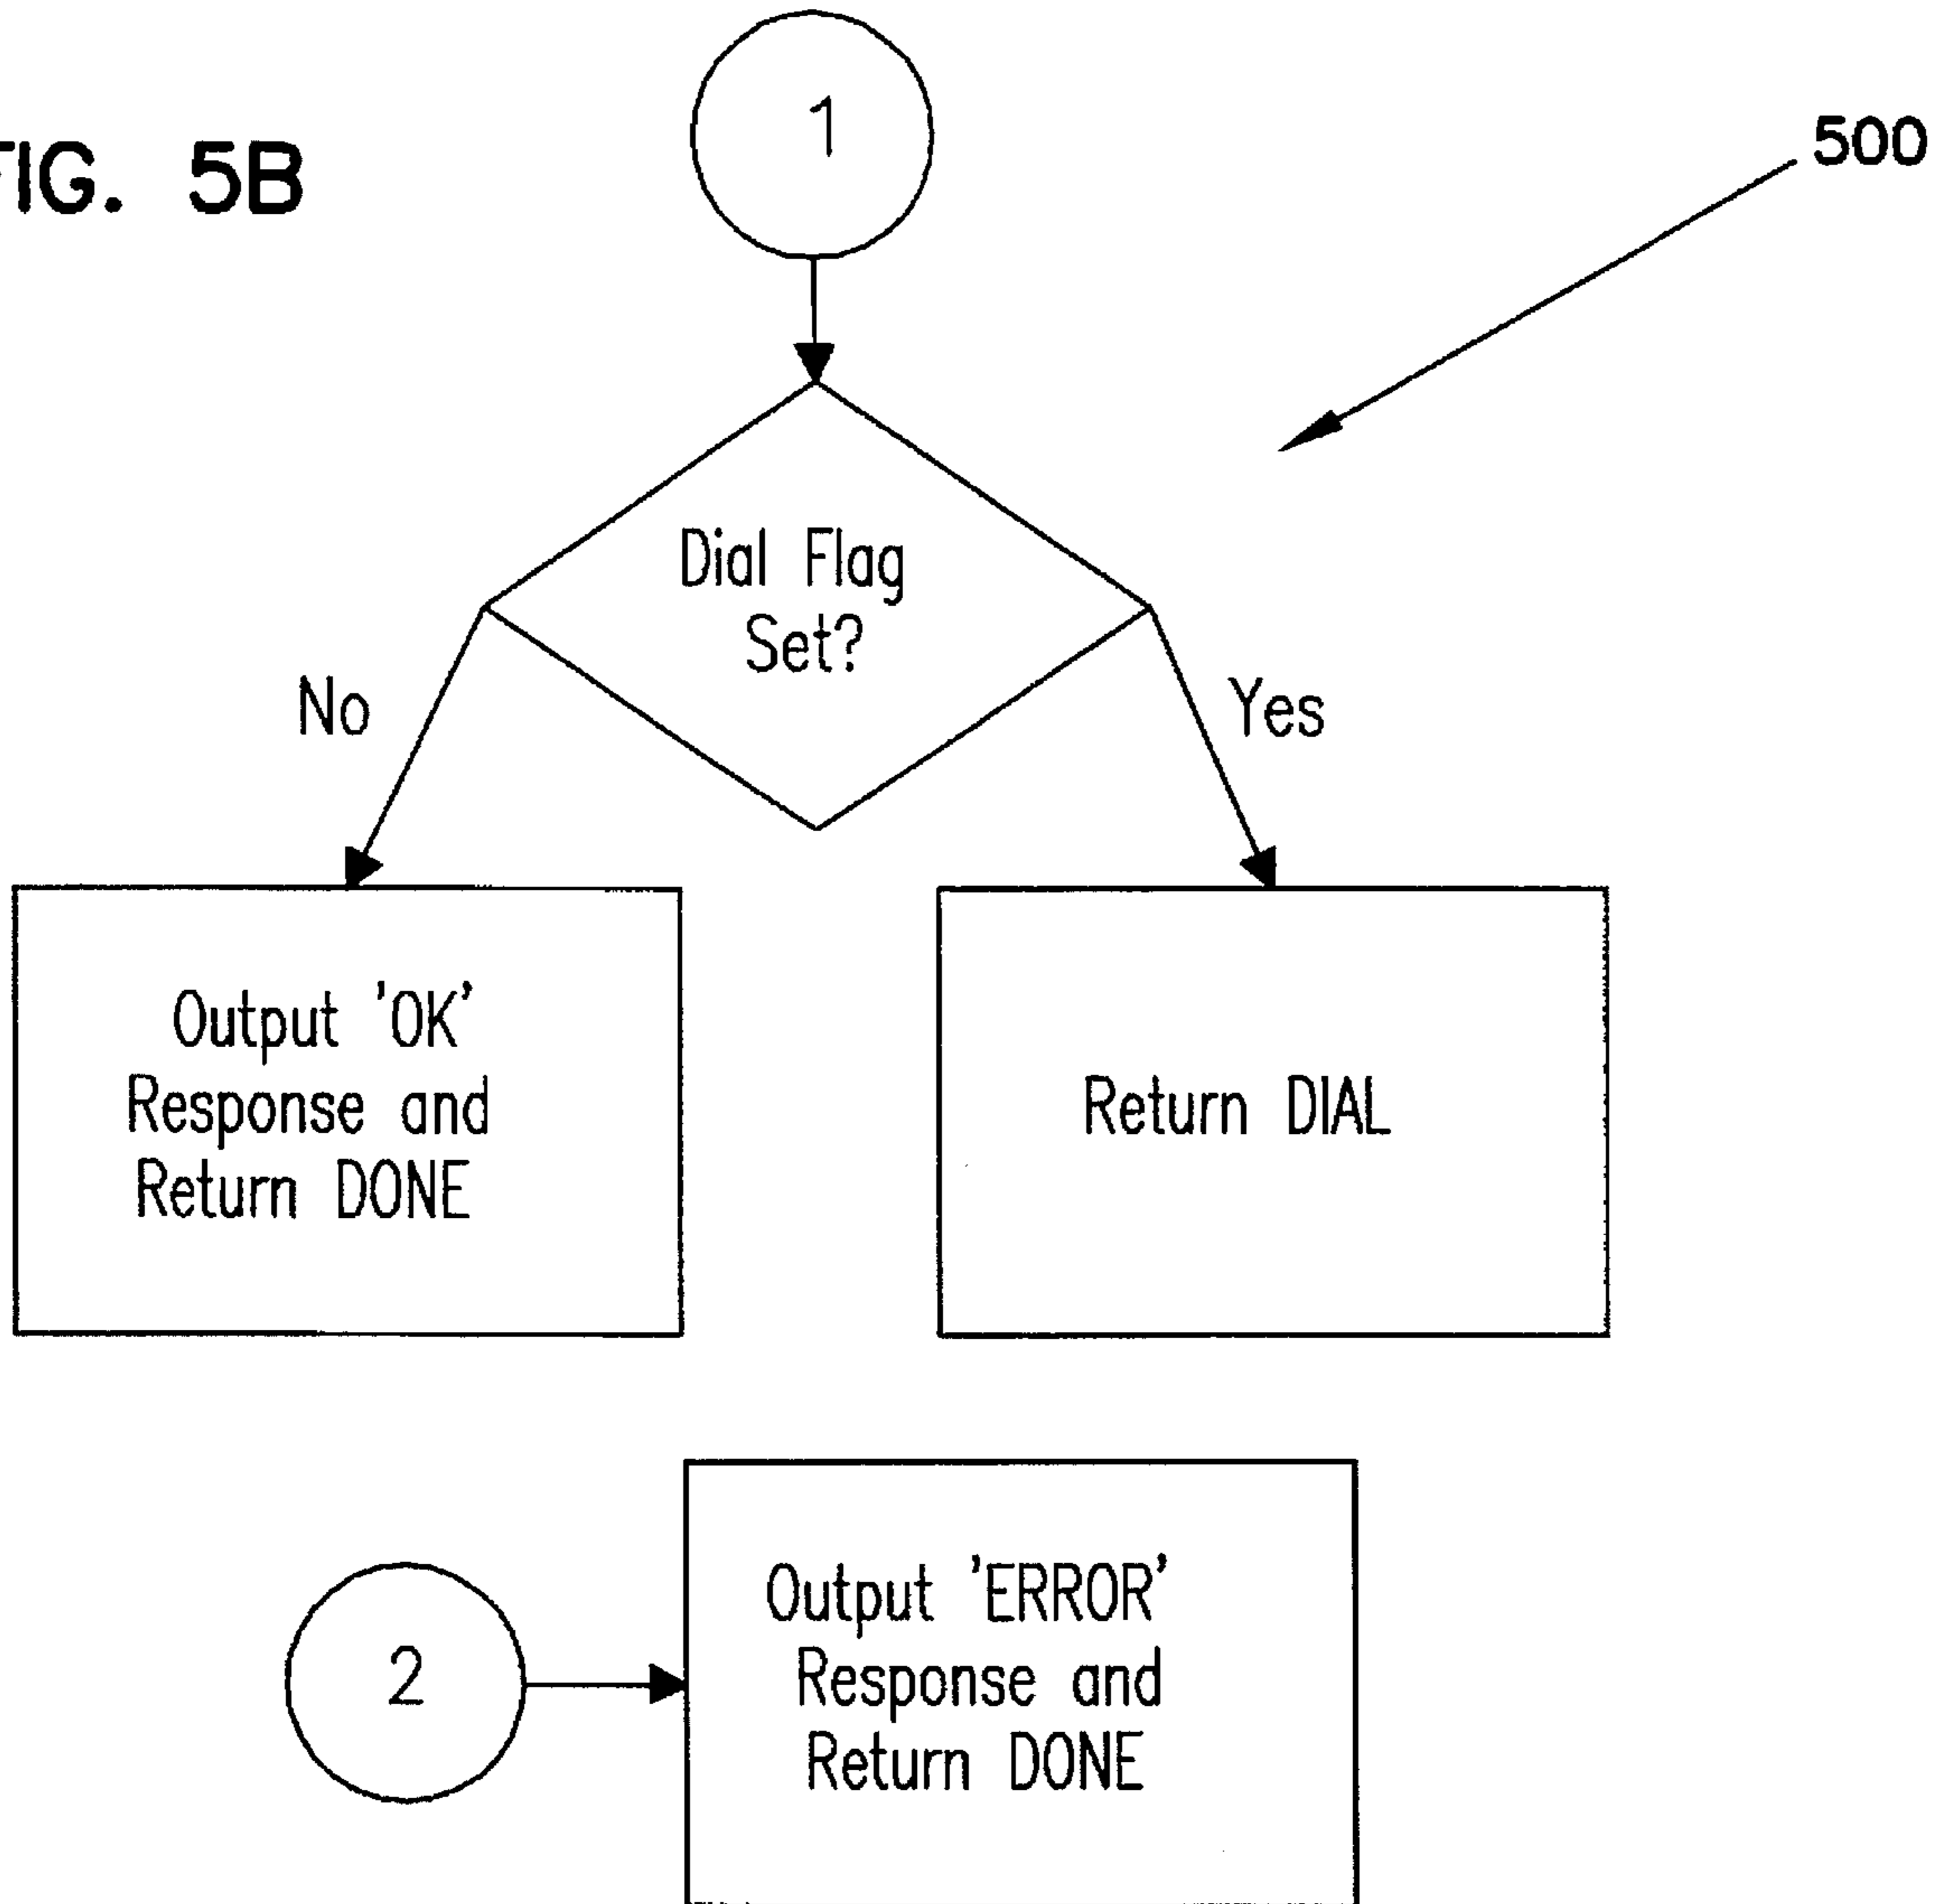 1
500
FIG. 5B
Dial Flag
Set?
No
Yes
Output 'OK'
Response and
Return DONE
Return DIAL
Output 'ERROR'
Response and
Return DONE
2